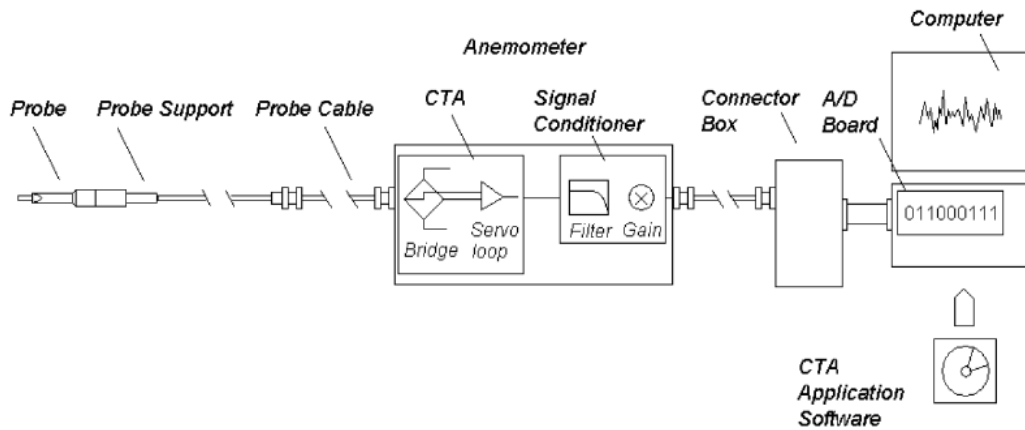 Computer
Anemometer
Probe
Probe Support
Probe Cable
CTA
Signal
Conditioner
Connector
Box
A/D
Board
011000111
Bridge
Servo
loop
Filter
Gain
CTA
Application
Software